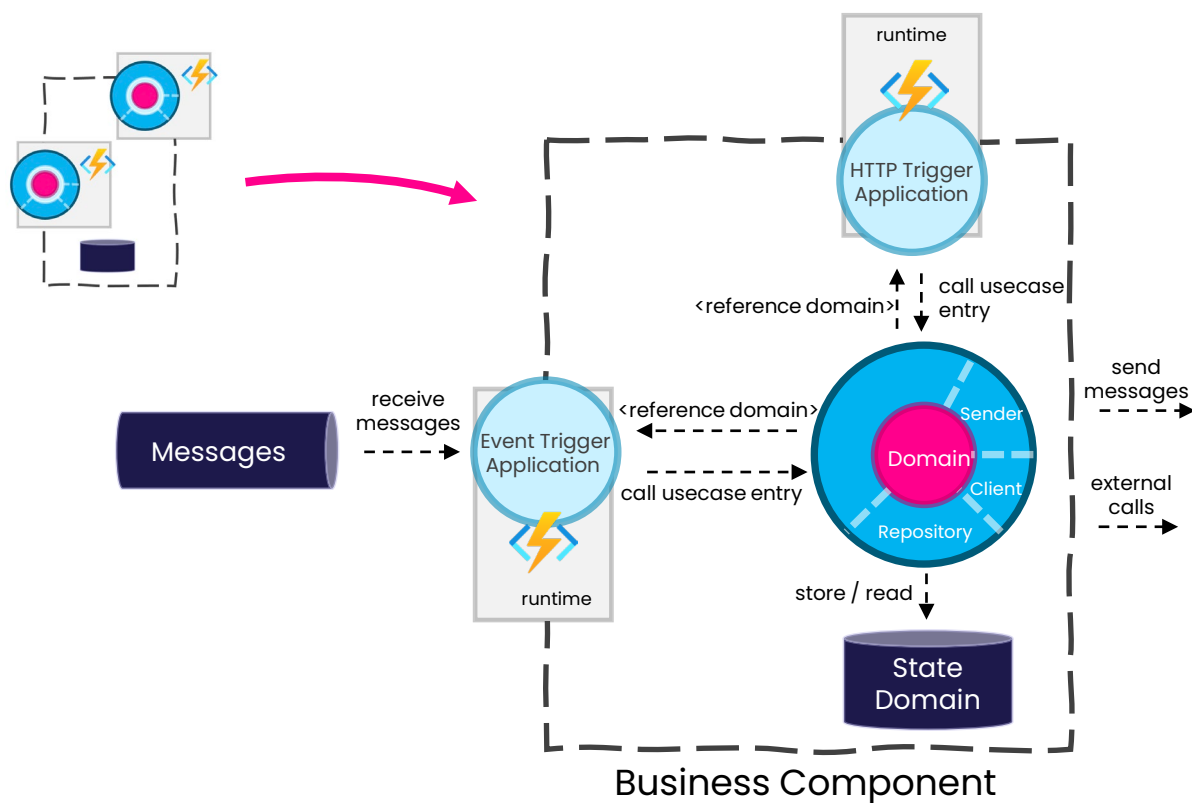 runtime
HTTP Trigger
Application
<reference domain>
call usecase
entry
receive
messages
Messages
Event Trigger
Application
runtime
<reference domain>
call usecase entry
Sender
Domain
Client
Repository
send
messages
external
calls
store / read
State
Domain
Business Component